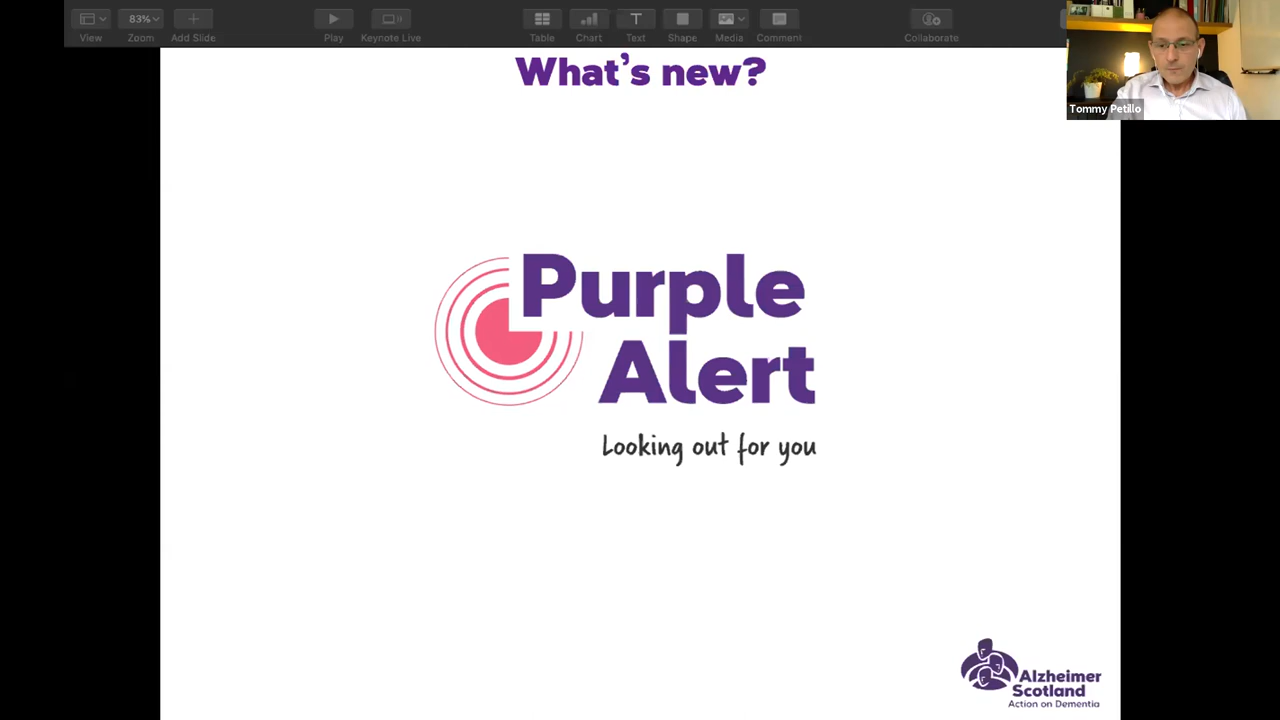 83%
View
Zoom
Add Slide
Play
Keynote Live
Table
Chart
Text
Shape
Media
Comment
Collaborate
Tommy Petillo
What's new?
Purple
Alert
Looking out for you
Alzheimer
Scotland
Action on Dementia